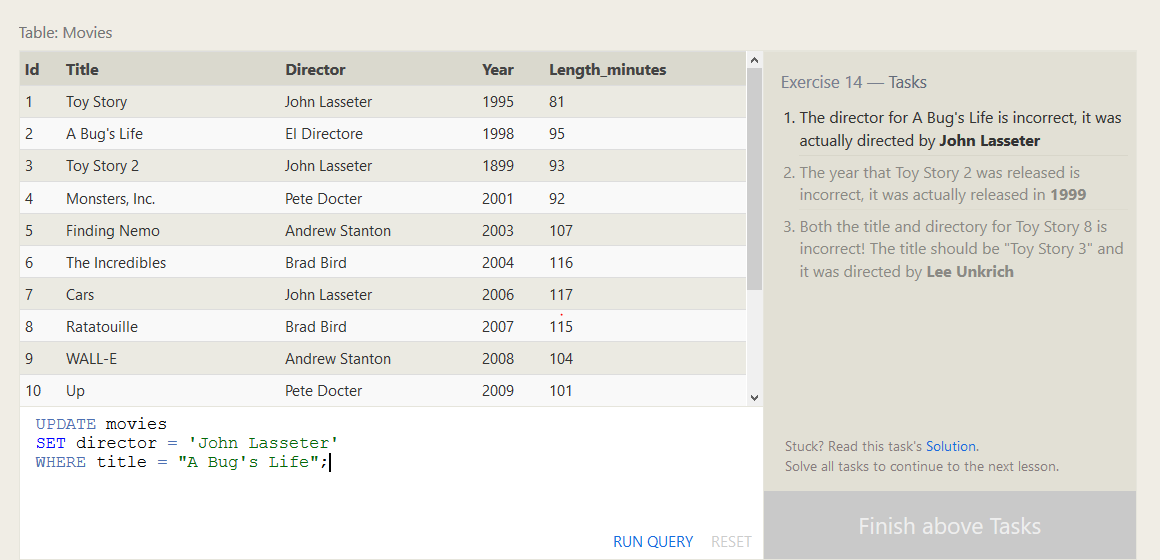 Table: Movies
Id Title Director Year Length_minutes
1 Toy Story John Lasseter 1995 81
2 A Bug's Life El Directore 1998 95
3 Toy Story 2 John Lasseter 1899 93
4 Monsters, Inc. Pete Docter 2001 92
5 Finding Nemo Andrew Stanton 2003 107
6 The Incredibles Brad Bird 2004 116
7 Cars John Lasseter 2006 117
8 Ratatouille Brad Bird 2007 115
9 WALL-E Andrew Stanton 2008 104
10 Up Pete Docter 2009 101
UPDATE movies
SET director = 'John Lasseter'
WHERE title = "A Bug's Life";
RUN QUERY RESET
Exercise 14 — Tasks
1. The director for A Bug's Life is incorrect, it was
actually directed by John Lasseter
2. The year that Toy Story 2 was released is
incorrect, it was actually released in 1999
3. Both the title and directory for Toy Story 8 is
incorrect! The title should be "Toy Story 3" and
it was directed by Lee Unkrich
Stuck? Read this task's Solution.
Solve all tasks to continue to the next lesson.
Finish above Tasks